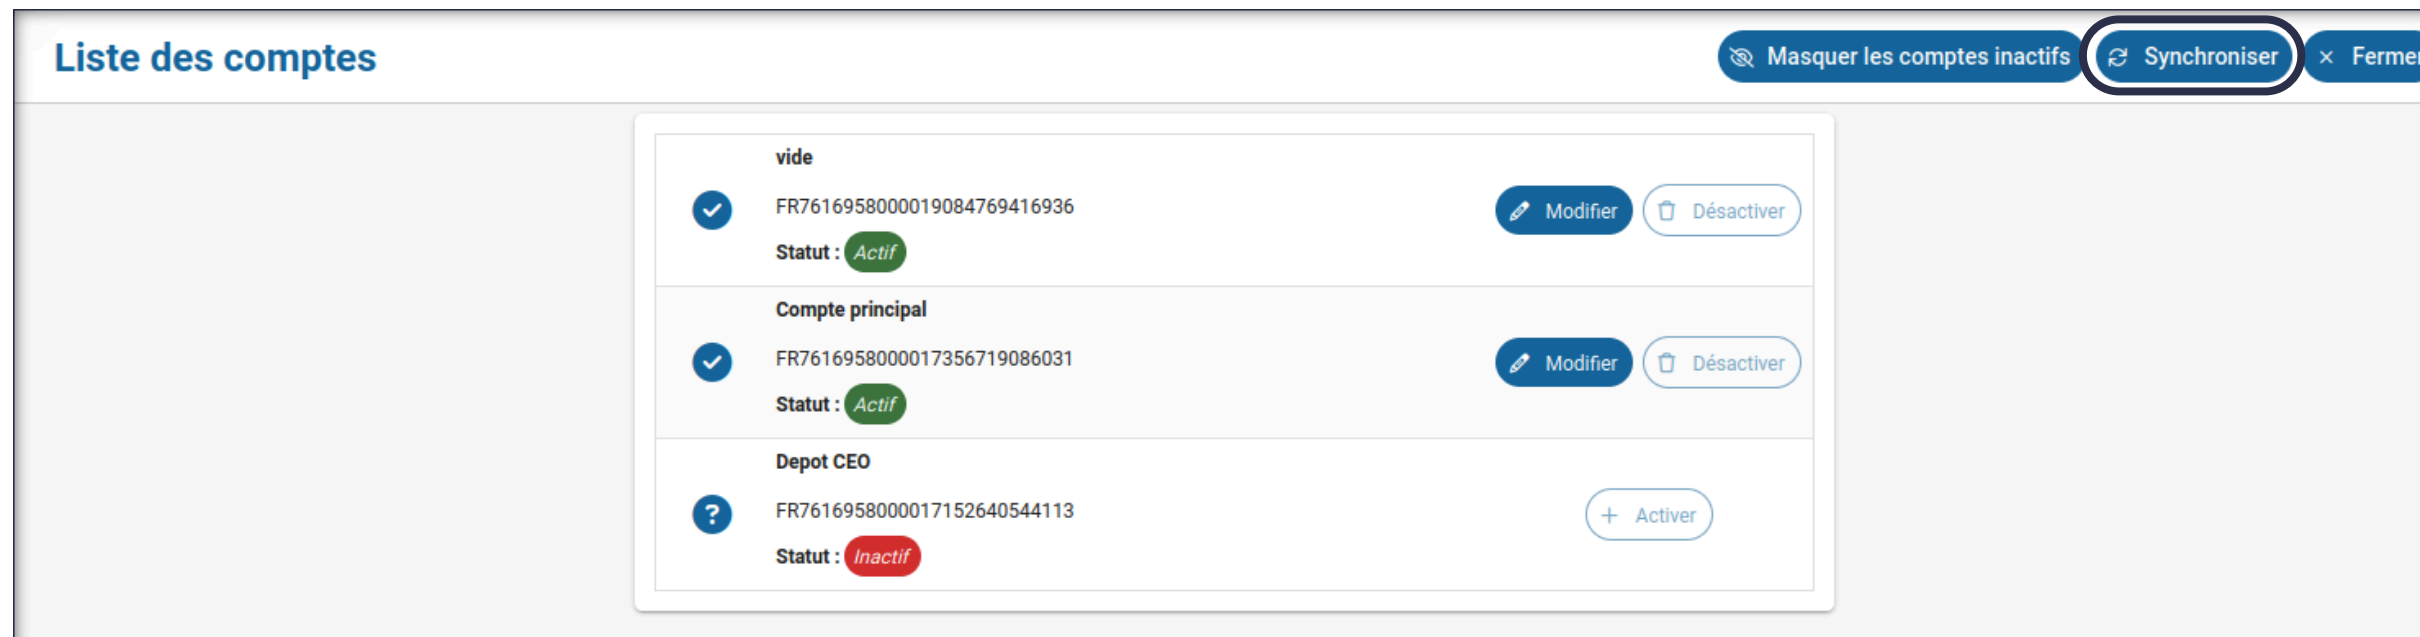 Liste des comptes
Masquer les comptes inactifs
Synchroniser
Fermer
vide
FR7616958000019084769416936
Modifier
Désactiver
Statut : Actif
Compte principal
FR7616958000017356719086031
Modifier
Désactiver
Statut : Actif
Depot CEO
FR7616958000017152640544113
Activer
Statut : Inactif